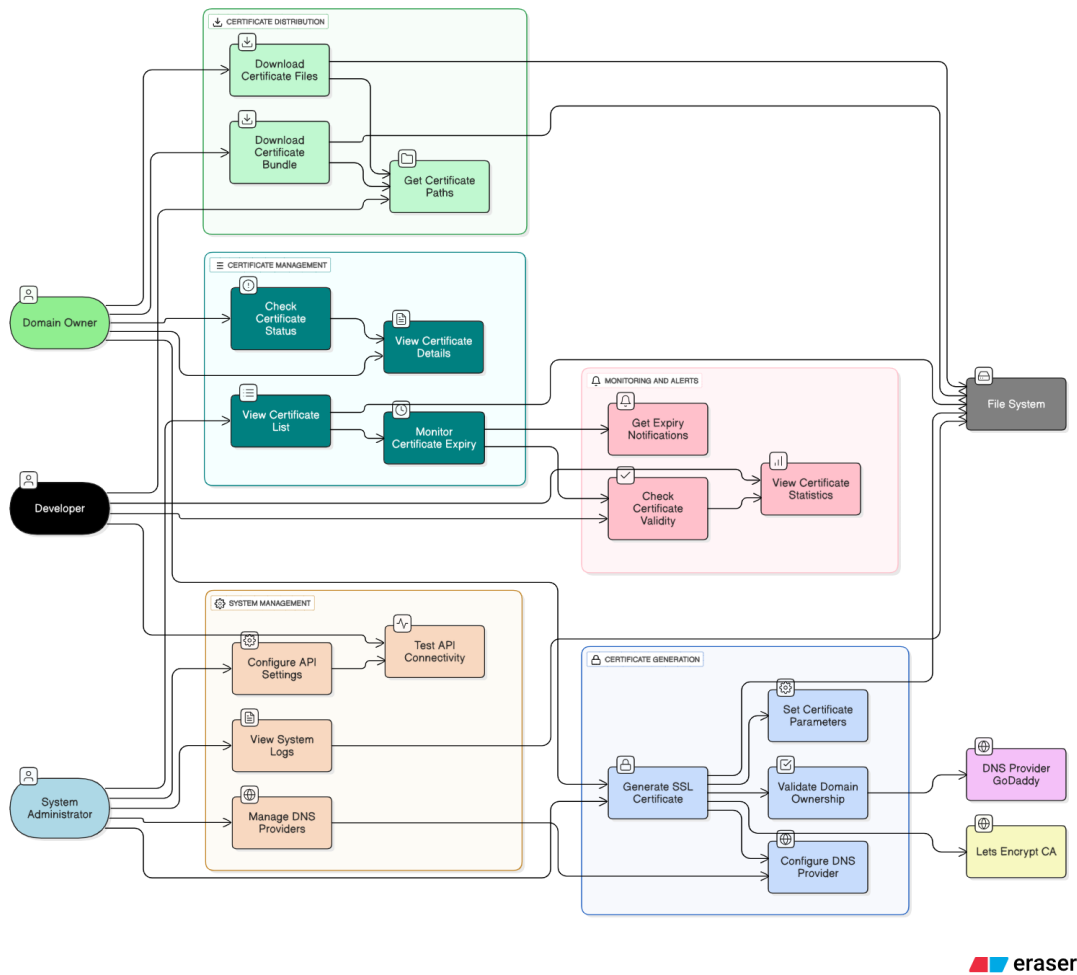 CERTIFICATE DISTRIBUTION
Download
Certificate Files
Download
Certificate
Bundle
Get Certificate
Paths
CERTIFICATE MANAGEMENT
Check
Certificate
Status
View Certificate
Details
View Certificate
List
Monitor
Certificate Expiry
Domain Owner
Developer
System
Administrator
MONITORING AND ALERTS
Get Expiry
Notifications
Check
Certificate
Validity
View Certificate
Statistics
File System
SYSTEM MANAGEMENT
Configure API
Settings
Test API
Connectivity
View System
Logs
Manage DNS
Providers
CERTIFICATE GENERATION
Set Certificate
Parameters
Generate SSL
Certificate
Validate Domain
Ownership
Configure DNS
Provider
DNS Provider
GoDaddy
Lets Encrypt CA
eraser